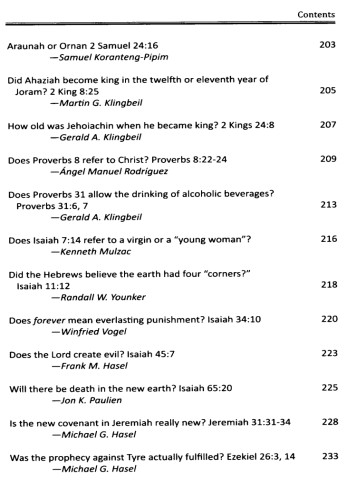 Contents
Araunah or Ornan 2 Samuel 24:16 203
—Samuel Koranteng-Pipim
Did Ahaziah become king in the twelfth or eleventh year of
Joram? 2 King 8:25 205
—Martin G. Klingbeil
How old was Jehoiachin when he became king? 2 Kings 24:8 207
—Gerald A. Klingbeil
Does Proverbs 8 refer to Christ? Proverbs 8:22-24 209
—Ángel Manuel Rodríguez
Does Proverbs 31 allow the drinking of alcoholic beverages?
Proverbs 31:6, 7 213
—Gerald A. Klingbeil
Does Isaiah 7:14 refer to a virgin or a “young woman”? 216
—Kenneth Mulzac
Did the Hebrews believe the earth had four “corners?”
Isaiah 11:12 218
—Randall W. Younker
Does forever mean everlasting punishment? Isaiah 34:10 220
—Winfried Vogel
Does the Lord create evil? Isaiah 45:7 223
—Frank M. Hasel
Will there be death in the new earth? Isaiah 65:20 225
—Jon K. Paulien
Is the new covenant in Jeremiah really new? Jeremiah 31:31-34 228
—Michael G. Hasel
Was the prophecy against Tyre actually fulfilled? Ezekiel 26:3, 14 233
—Michael G. Hasel